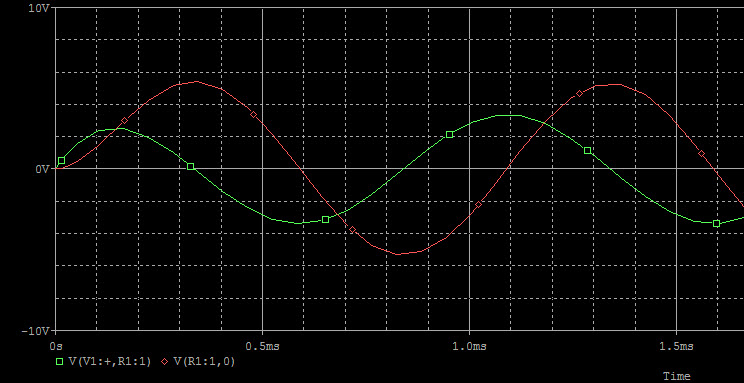 10V
0V
-10V
0s 0.5ms 1.0ms 1.5ms
V(V1:+,R1:1) V(R1:1,0)
Time